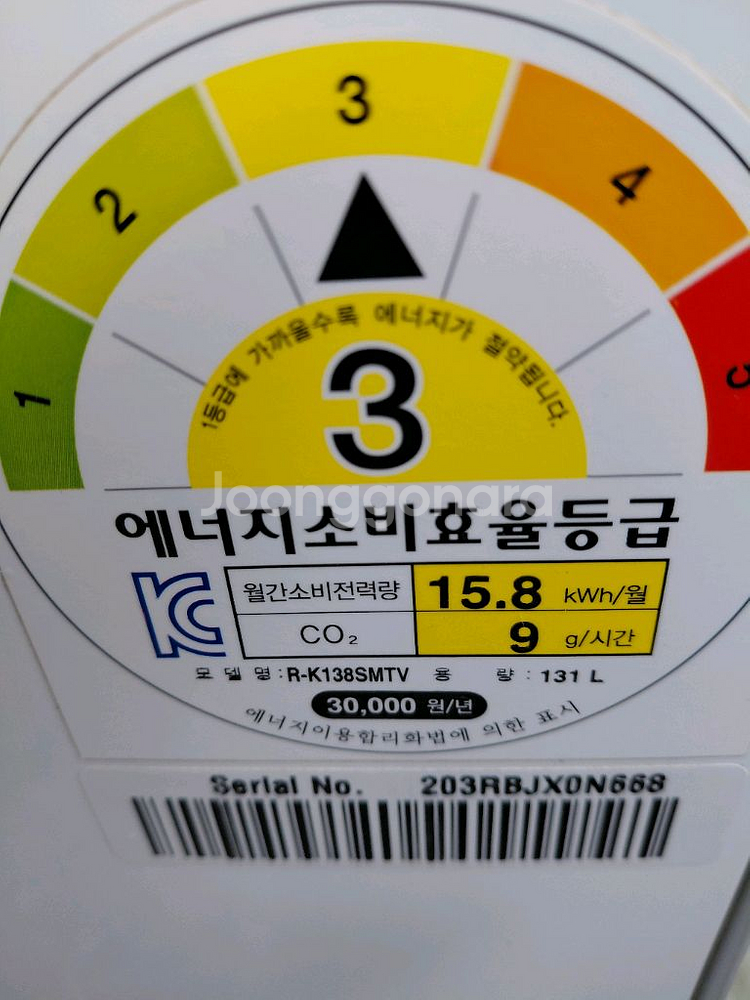 3
2
4
1
1등급에 가까울수록 에너지가 절약됩니다.
3
Joonggonara
에너지소비효율등급
KC
월간소비전력량 15.8 kWh/월
CO₂ 9 g/시간
모델명 : R-K138SMTV 용 량 : 131 L
30,000 원/년
에너지이용합리화법에 의한 표시
Serial No. 203RBJX0N668